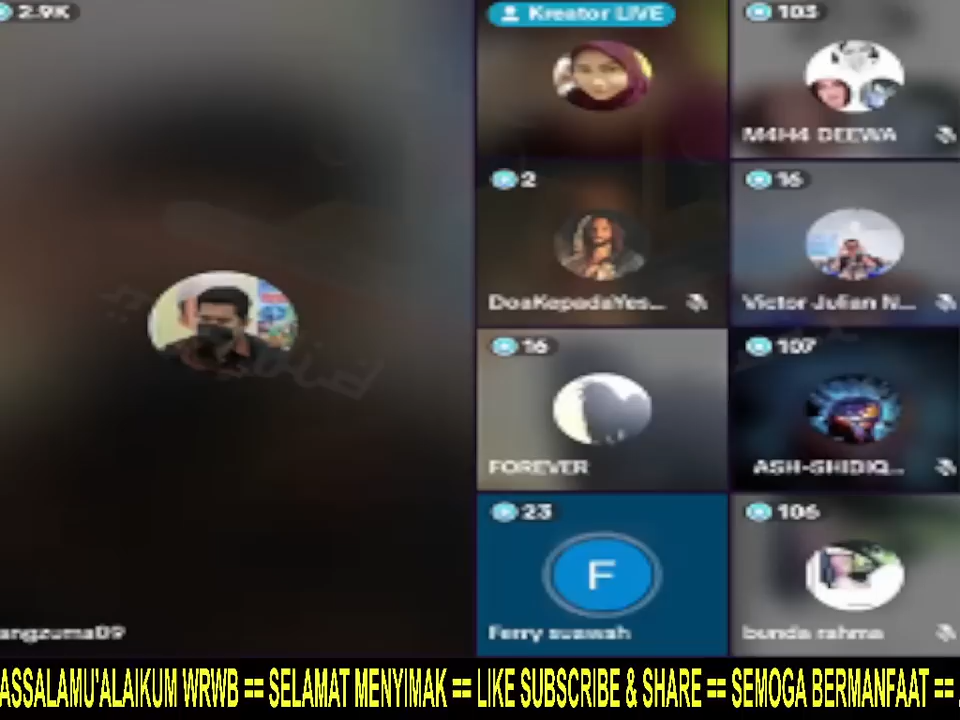 2.9K
Kreator LIVE
103
M4H4 DEEWA
2
DoaKepadaYes...
16
Victor Julian N...
16
FOREVER
107
ASH-SHIDIQ...
23
F
Ferry suawah
106
bunda rahma
angzuma09
ASSALAMU'ALAIKUM WRWB == SELAMAT MENYIMAK == LIKE SUBSCRIBE & SHARE == SEMOGA BERMANFAAT ==